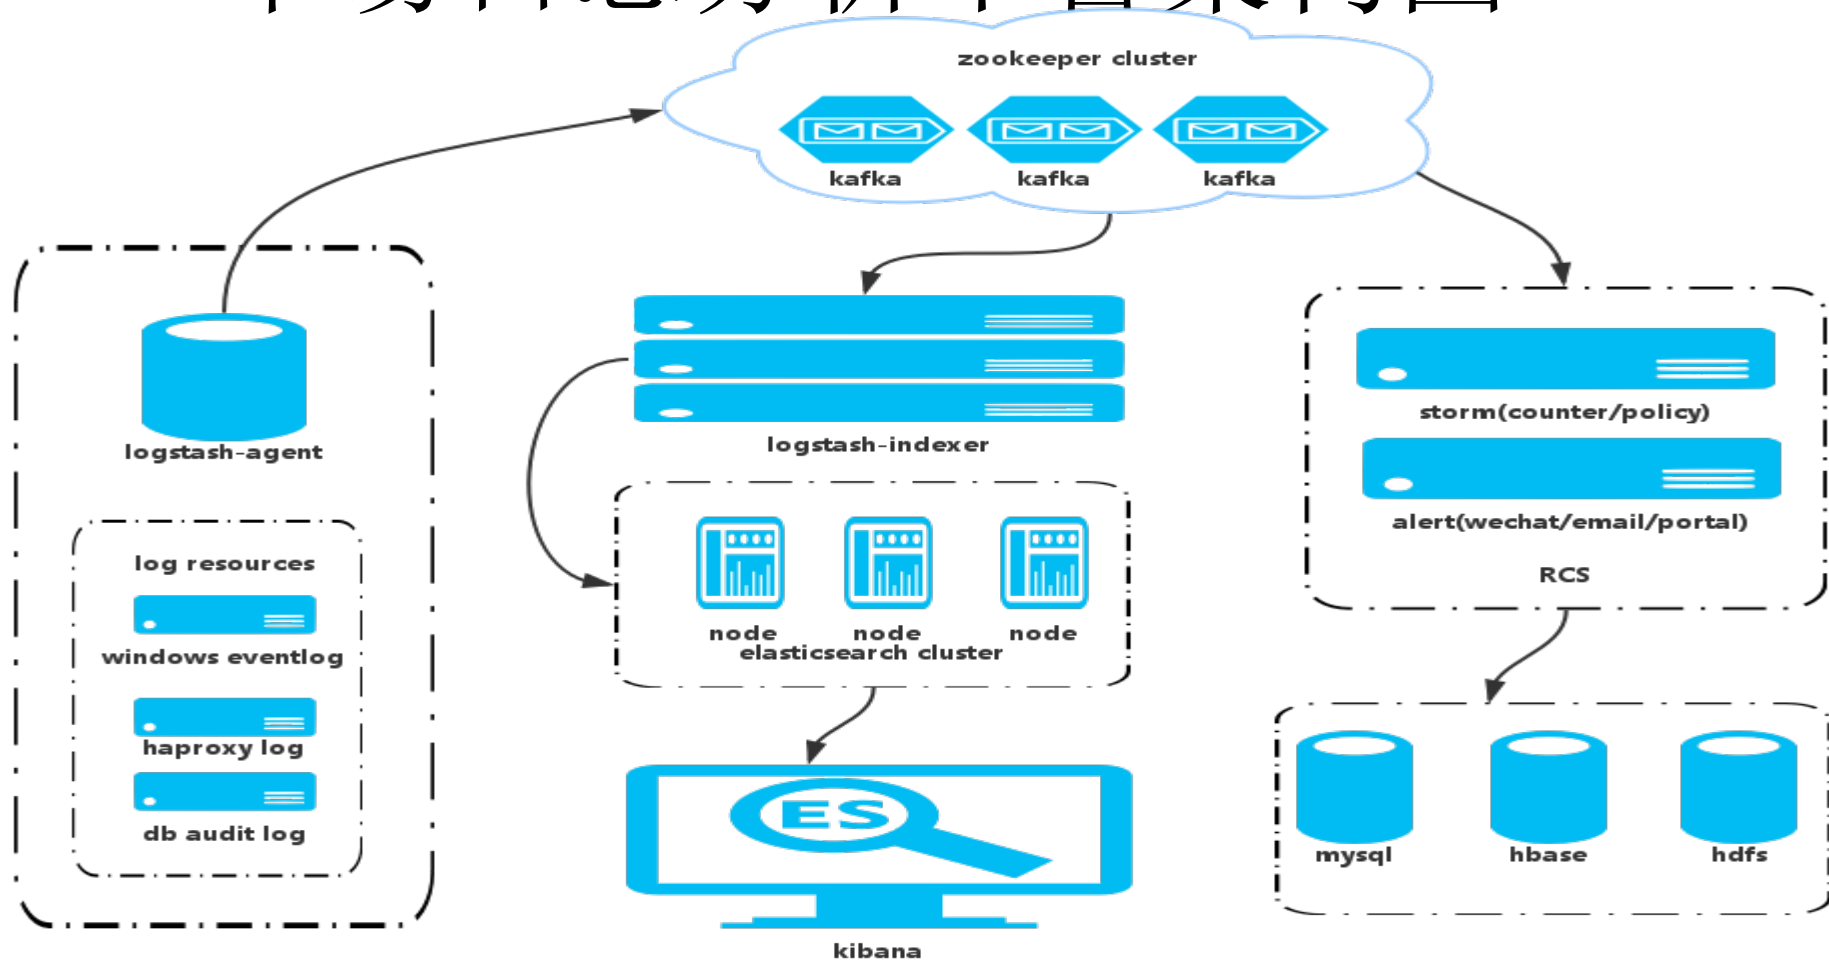 zookeeper cluster
kafka
kafka
kafka
logstash-agent
log resources
windows eventlog
haproxy log
db audit log
logstash-indexer
node
node
node
elasticsearch cluster
ES
kibana
storm(counter/policy)
alert(wechat/email/portal)
RCS
mysql
hbase
hdfs